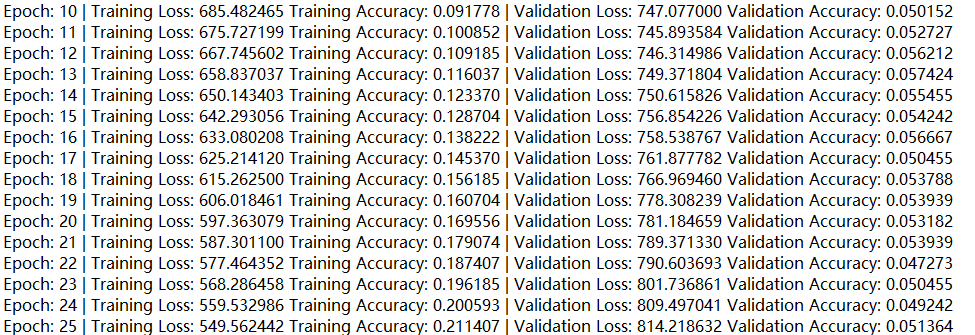 Epoch: 10 | Training Loss: 685.482465 Training Accuracy: 0.091778 | Validation Loss: 747.077000 Validation Accuracy: 0.050152
Epoch: 11 | Training Loss: 675.727199 Training Accuracy: 0.100852 | Validation Loss: 745.893584 Validation Accuracy: 0.052727
Epoch: 12 | Training Loss: 667.745602 Training Accuracy: 0.109185 | Validation Loss: 746.314986 Validation Accuracy: 0.056212
Epoch: 13 | Training Loss: 658.837037 Training Accuracy: 0.116037 | Validation Loss: 749.371804 Validation Accuracy: 0.057424
Epoch: 14 | Training Loss: 650.143403 Training Accuracy: 0.123370 | Validation Loss: 750.615826 Validation Accuracy: 0.055455
Epoch: 15 | Training Loss: 642.293056 Training Accuracy: 0.128704 | Validation Loss: 756.854226 Validation Accuracy: 0.054242
Epoch: 16 | Training Loss: 633.080208 Training Accuracy: 0.138222 | Validation Loss: 758.538767 Validation Accuracy: 0.056667
Epoch: 17 | Training Loss: 625.214120 Training Accuracy: 0.145370 | Validation Loss: 761.877782 Validation Accuracy: 0.050455
Epoch: 18 | Training Loss: 615.262500 Training Accuracy: 0.156185 | Validation Loss: 766.969460 Validation Accuracy: 0.053788
Epoch: 19 | Training Loss: 606.018461 Training Accuracy: 0.160704 | Validation Loss: 778.308239 Validation Accuracy: 0.053939
Epoch: 20 | Training Loss: 597.363079 Training Accuracy: 0.169556 | Validation Loss: 781.184659 Validation Accuracy: 0.053182
Epoch: 21 | Training Loss: 587.301100 Training Accuracy: 0.179074 | Validation Loss: 789.371330 Validation Accuracy: 0.053939
Epoch: 22 | Training Loss: 577.464352 Training Accuracy: 0.187407 | Validation Loss: 790.603693 Validation Accuracy: 0.047273
Epoch: 23 | Training Loss: 568.286458 Training Accuracy: 0.196185 | Validation Loss: 801.736861 Validation Accuracy: 0.050455
Epoch: 24 | Training Loss: 559.532986 Training Accuracy: 0.200593 | Validation Loss: 809.497041 Validation Accuracy: 0.049242
Epoch: 25 | Training Loss: 549.562442 Training Accuracy: 0.211407 | Validation Loss: 814.218632 Validation Accuracy: 0.051364